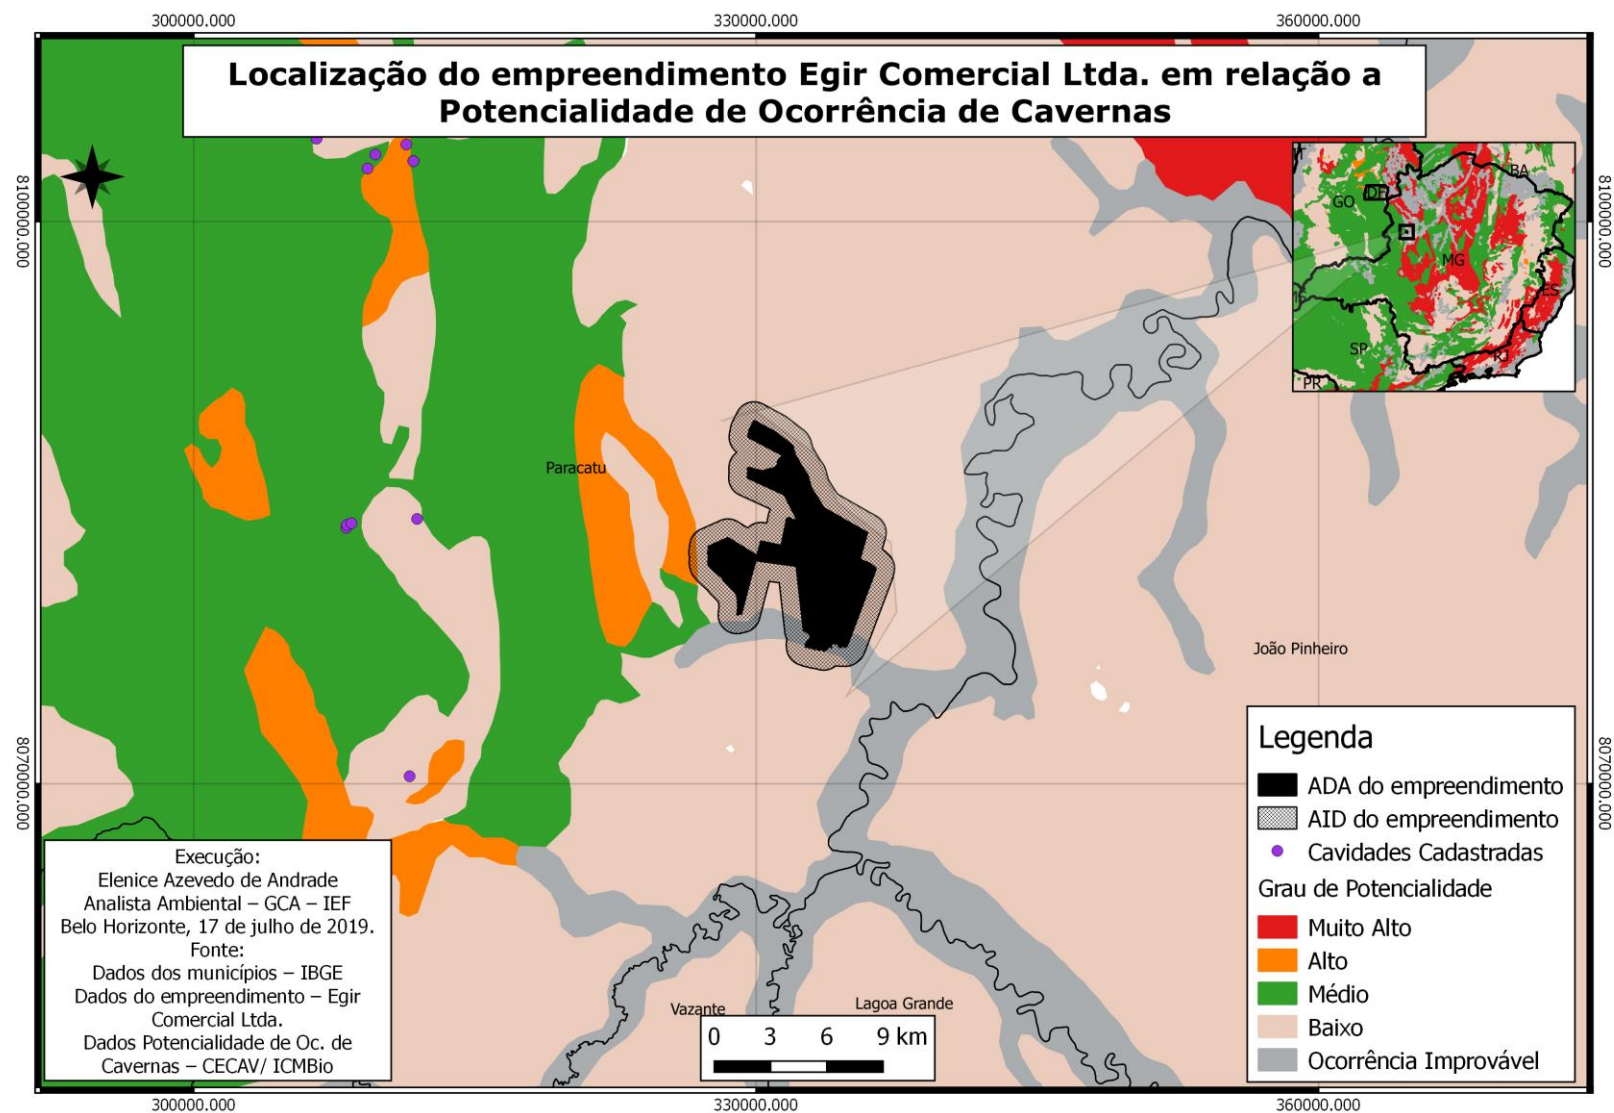 300000.000
330000.000
360000.000
Localização do empreendimento Egir Comercial Ltda. em relação a
Potencialidade de Ocorrência de Cavernas
8100000.000
8100000.000
BA
DF
GO
MG
ES
SP
RJ
PR
Paracatu
João Pinheiro
8070000.000
8070000.000
Legenda
ADA do empreendimento
AID do empreendimento
Cavidades Cadastradas
Grau de Potencialidade
Muito Alto
Alto
Médio
Baixo
Ocorrência Improvável
Execução:
Elenice Azevedo de Andrade
Analista Ambiental – GCA – IEF
Belo Horizonte, 17 de julho de 2019.
Fonte:
Dados dos municípios – IBGE
Dados do empreendimento – Egir
Comercial Ltda.
Dados Potencialidade de Oc. de
Cavernas – CECAV/ ICMBio
Vazante
Lagoa Grande
0 3 6 9 km
300000.000
330000.000
360000.000